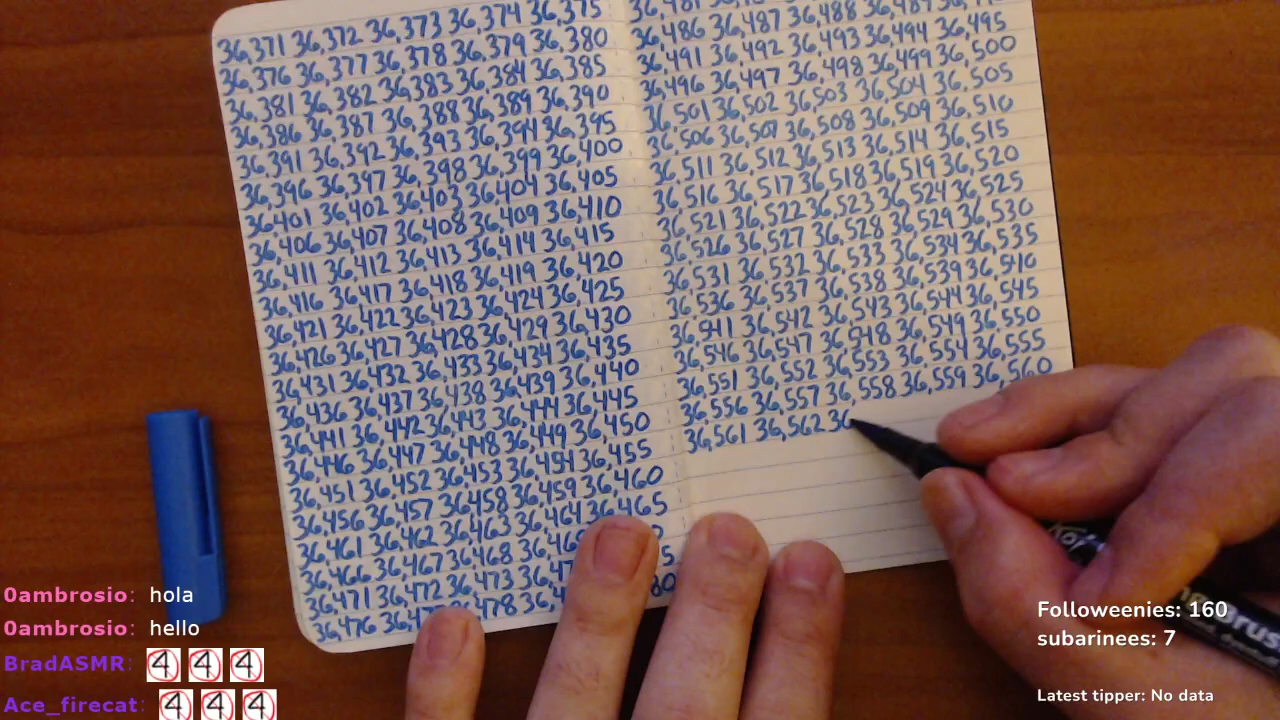 36,371 36,372 36,373 36,374 36,375
36,376 36,377 36,378 36,379 36,380
36,381 36,382 36,383 36,384 36,385
36,386 36,387 36,388 36,389 36,390
36,391 36,392 36,393 36,394 36,395
36,396 36,397 36,398 36,399 36,400
36,401 36,402 36,403 36,404 36,405
36,406 36,407 36,408 36,409 36,410
36,411 36,412 36,413 36,414 36,415
36,416 36,417 36,418 36,419 36,420
36,421 36,422 36,423 36,424 36,425
36,426 36,427 36,428 36,429 36,430
36,431 36,432 36,433 36,434 36,435
36,436 36,437 36,438 36,439 36,440
36,441 36,442 36,443 36,444 36,445
36,446 36,447 36,448 36,449 36,450
36,451 36,452 36,453 36,454 36,455
36,456 36,457 36,458 36,459 36,460
36,461 36,462 36,463 36,464 36,465
36,466 36,467 36,468
36,471 36,472 36,473
36,476
36,486 36,487 36,488 36,489
36,491 36,492 36,493 36,494 36,495
36,496 36,497 36,498 36,499 36,500
36,501 36,502 36,503 36,504 36,505
36,506 36,507 36,508 36,509 36,510
36,511 36,512 36,513 36,514 36,515
36,516 36,517 36,518 36,519 36,520
36,521 36,522 36,523 36,524 36,525
36,526 36,527 36,528 36,529 36,530
36,531 36,532 36,533 36,534 36,535
36,536 36,537 36,538 36,539 36,540
36,541 36,542 36,543 36,544 36,545
36,546 36,547 36,548 36,549 36,550
36,551 36,552 36,553 36,554 36,555
36,556 36,557 36,558 36,559 36,560
36,561 36,562 36
0ambrosio: hola
0ambrosio: hello
BradASMR: 4 4 4
Ace_firecat: 4 4 4
Followeenies: 160
subarinees: 7
Latest tipper: No data